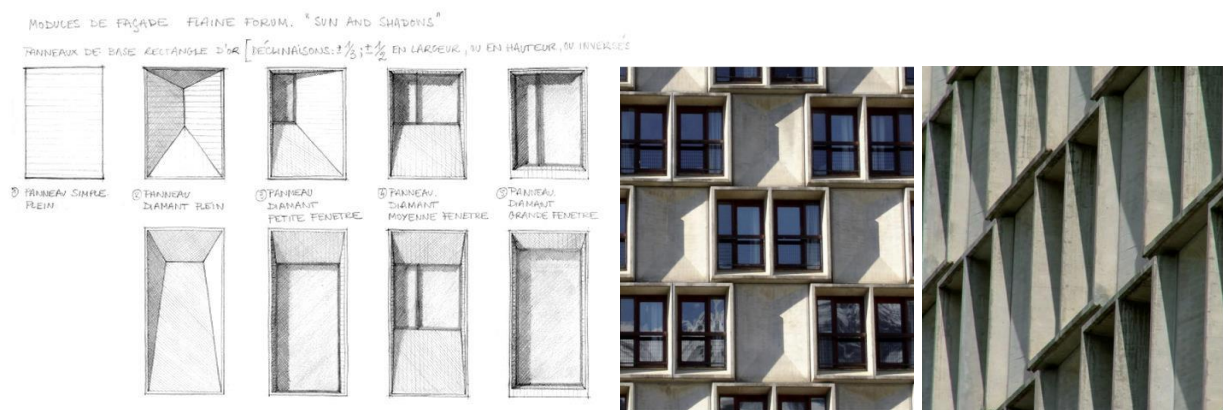 MODULES DE FAÇADE FLAINE FORUM. "SUN AND SHADOWS"
PANNEAUX DE BASE RECTANGLE D'OR [DÉCLINAISONS: ± 1/3; ± 1/2 EN LARGEUR, OU EN HAUTEUR, OU INVERSÉS
① PANNEAU SIMPLE
PLEIN
② PANNEAU
DIAMANT PLEIN
③ PANNEAU
DIAMANT
PETITE FENETRE
④ PANNEAU
DIAMANT
MOYENNE FENETRE
⑤ PANNEAU
DIAMANT
GRANDE FENETRE